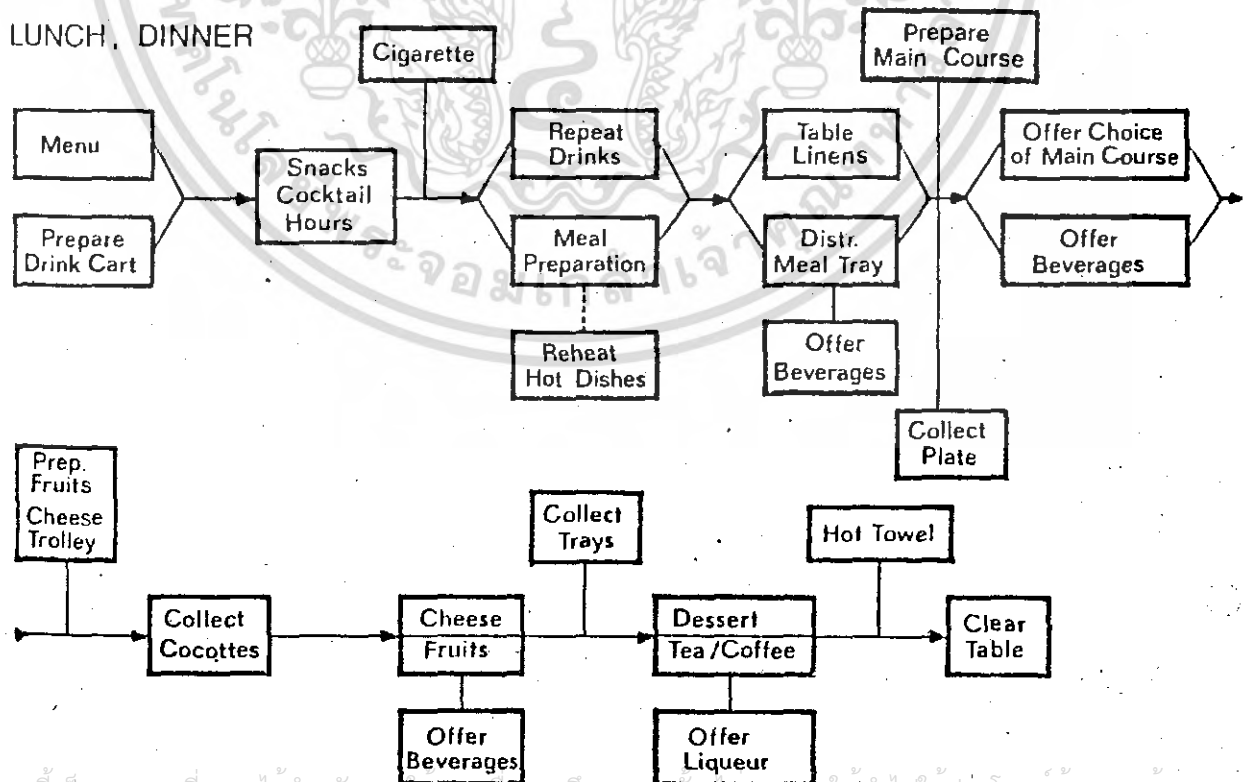 LUNCH, DINNER
Cigarette
Prepare
Main Course
Menu
Prepare
Drink Cart
Snacks
Cocktail
Hours
Repeat
Drinks
Meal
Preparation
Reheat
Hot Dishes
Table
Linens
Distr.
Meal Tray
Offer
Beverages
Collect
Plate
Offer Choice
of Main Course
Offer
Beverages
Prep.
Fruits
Cheese
Trolley
Collect
Cocottes
Cheese
Fruits
Offer
Beverages
Collect
Trays
Dessert
Tea/Coffee
Offer
Liqueur
Hot Towel
Clear
Table